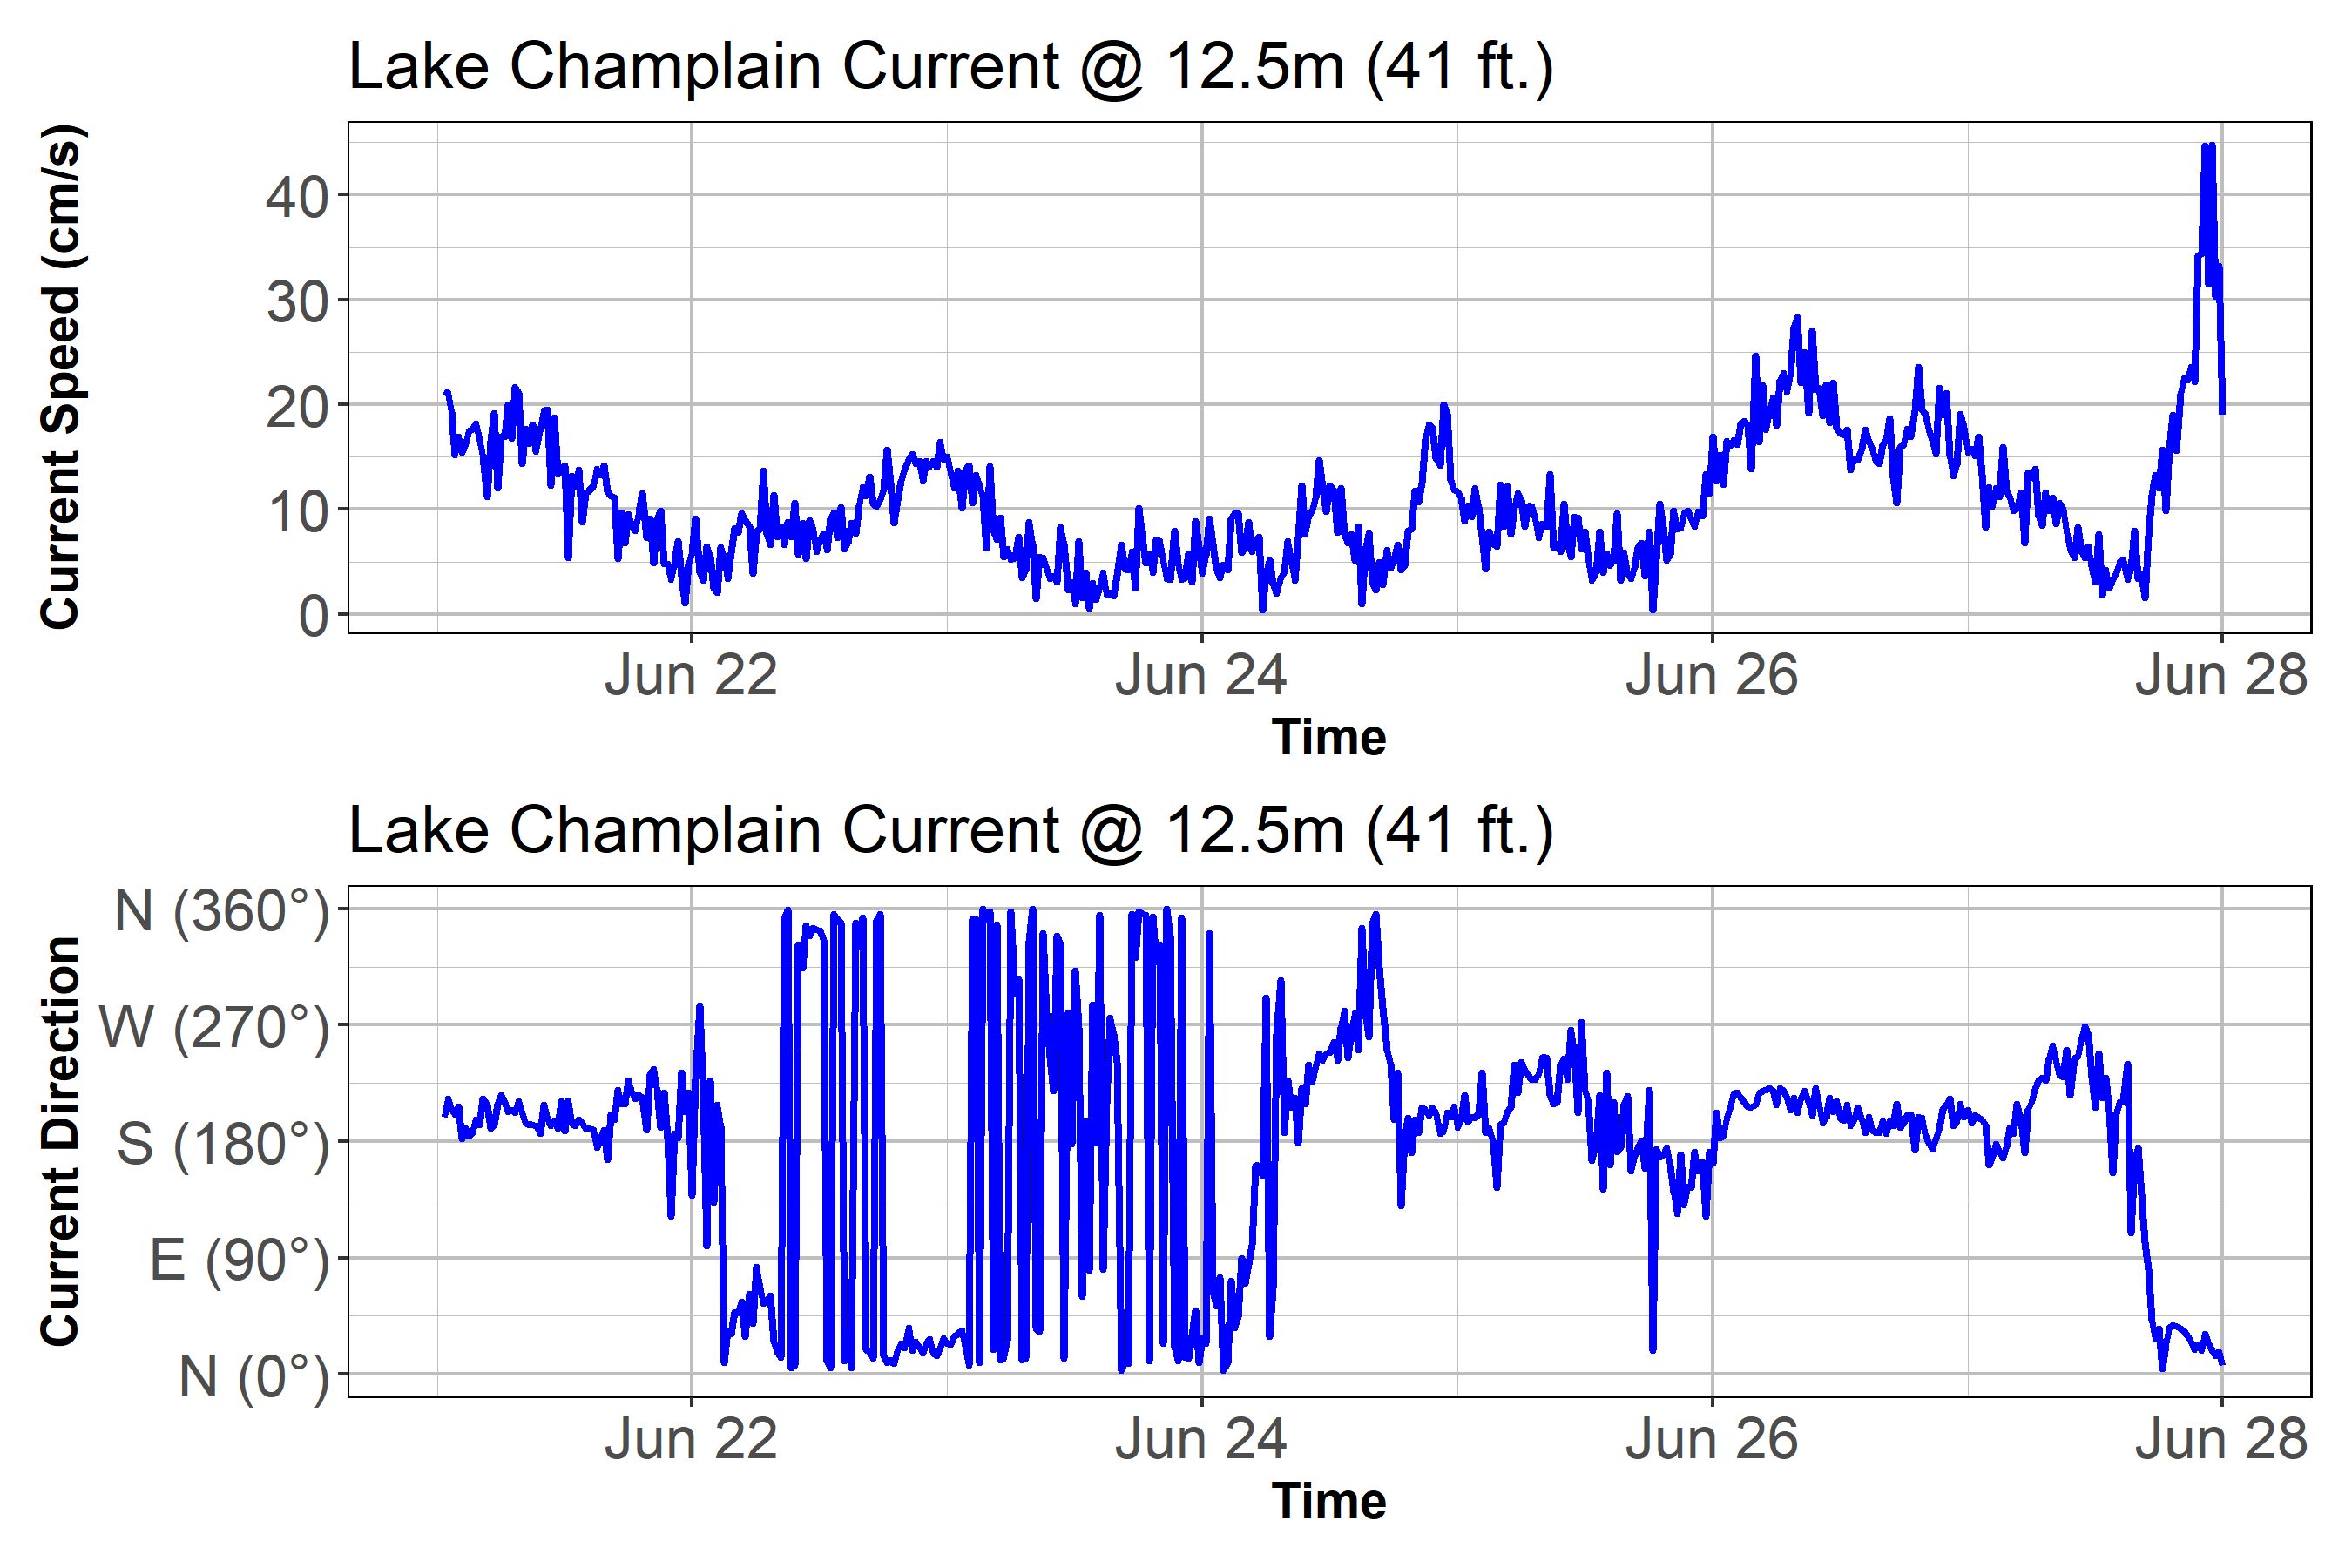 Lake Champlain Current @ 12.5m (41 ft.)
Current Speed (cm/s)
40
30
20
10
0
Jun 22 Jun 24 Jun 26 Jun 28
Time
Lake Champlain Current @ 12.5m (41 ft.)
Current Direction
N (360°)
W (270°)
S (180°)
E (90°)
N (0°)
Jun 22 Jun 24 Jun 26 Jun 28
Time